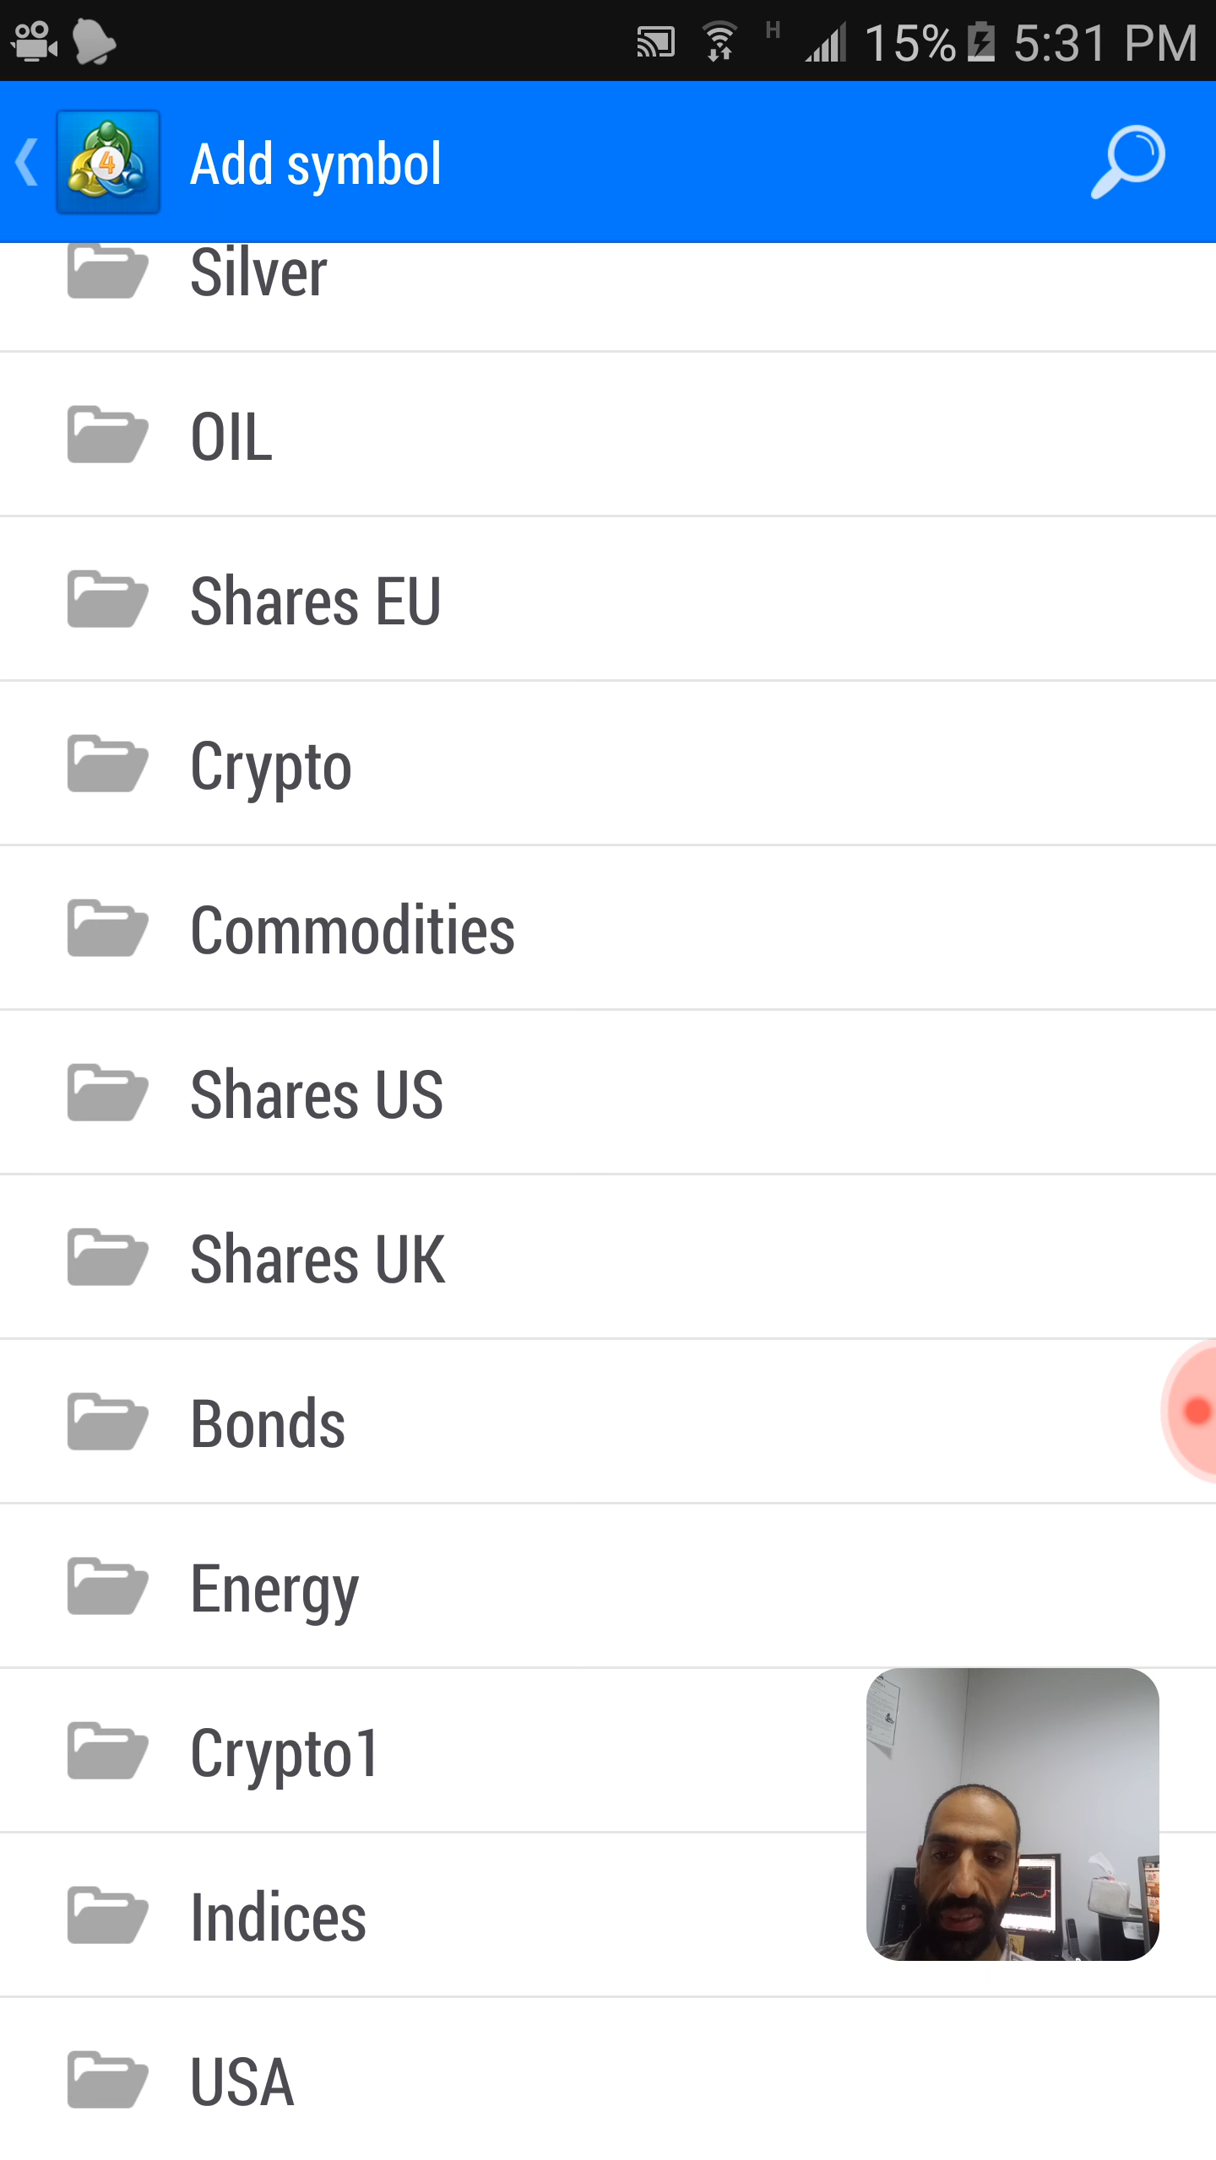 H 15% 5:31 PM
4 Add symbol
Silver
OIL
Shares EU
Crypto
Commodities
Shares US
Shares UK
Bonds
Energy
Crypto1
Indices
USA